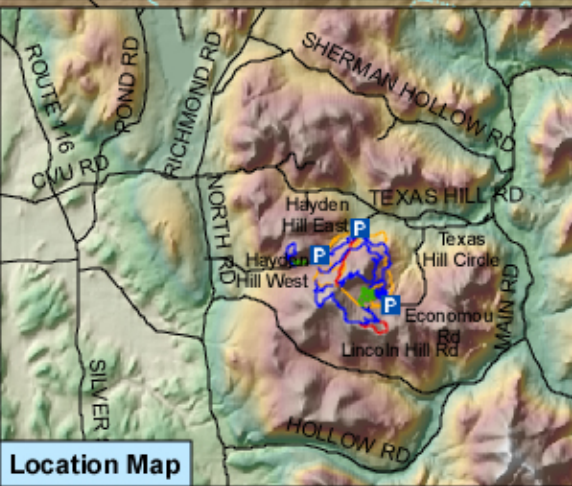 SHERMAN HOLLOW RD
ROUTE 116
POND RD
RICHMOND RD
CVU RD
NORTH RD
TEXAS HILL RD
Hayden
Hill East
P
P
Hayden
Hill West
Texas
Hill Circle
P
Economou
Rd
MAIN RD
Lincoln Hill Rd
SILVER
HOLLOW RD
Location Map